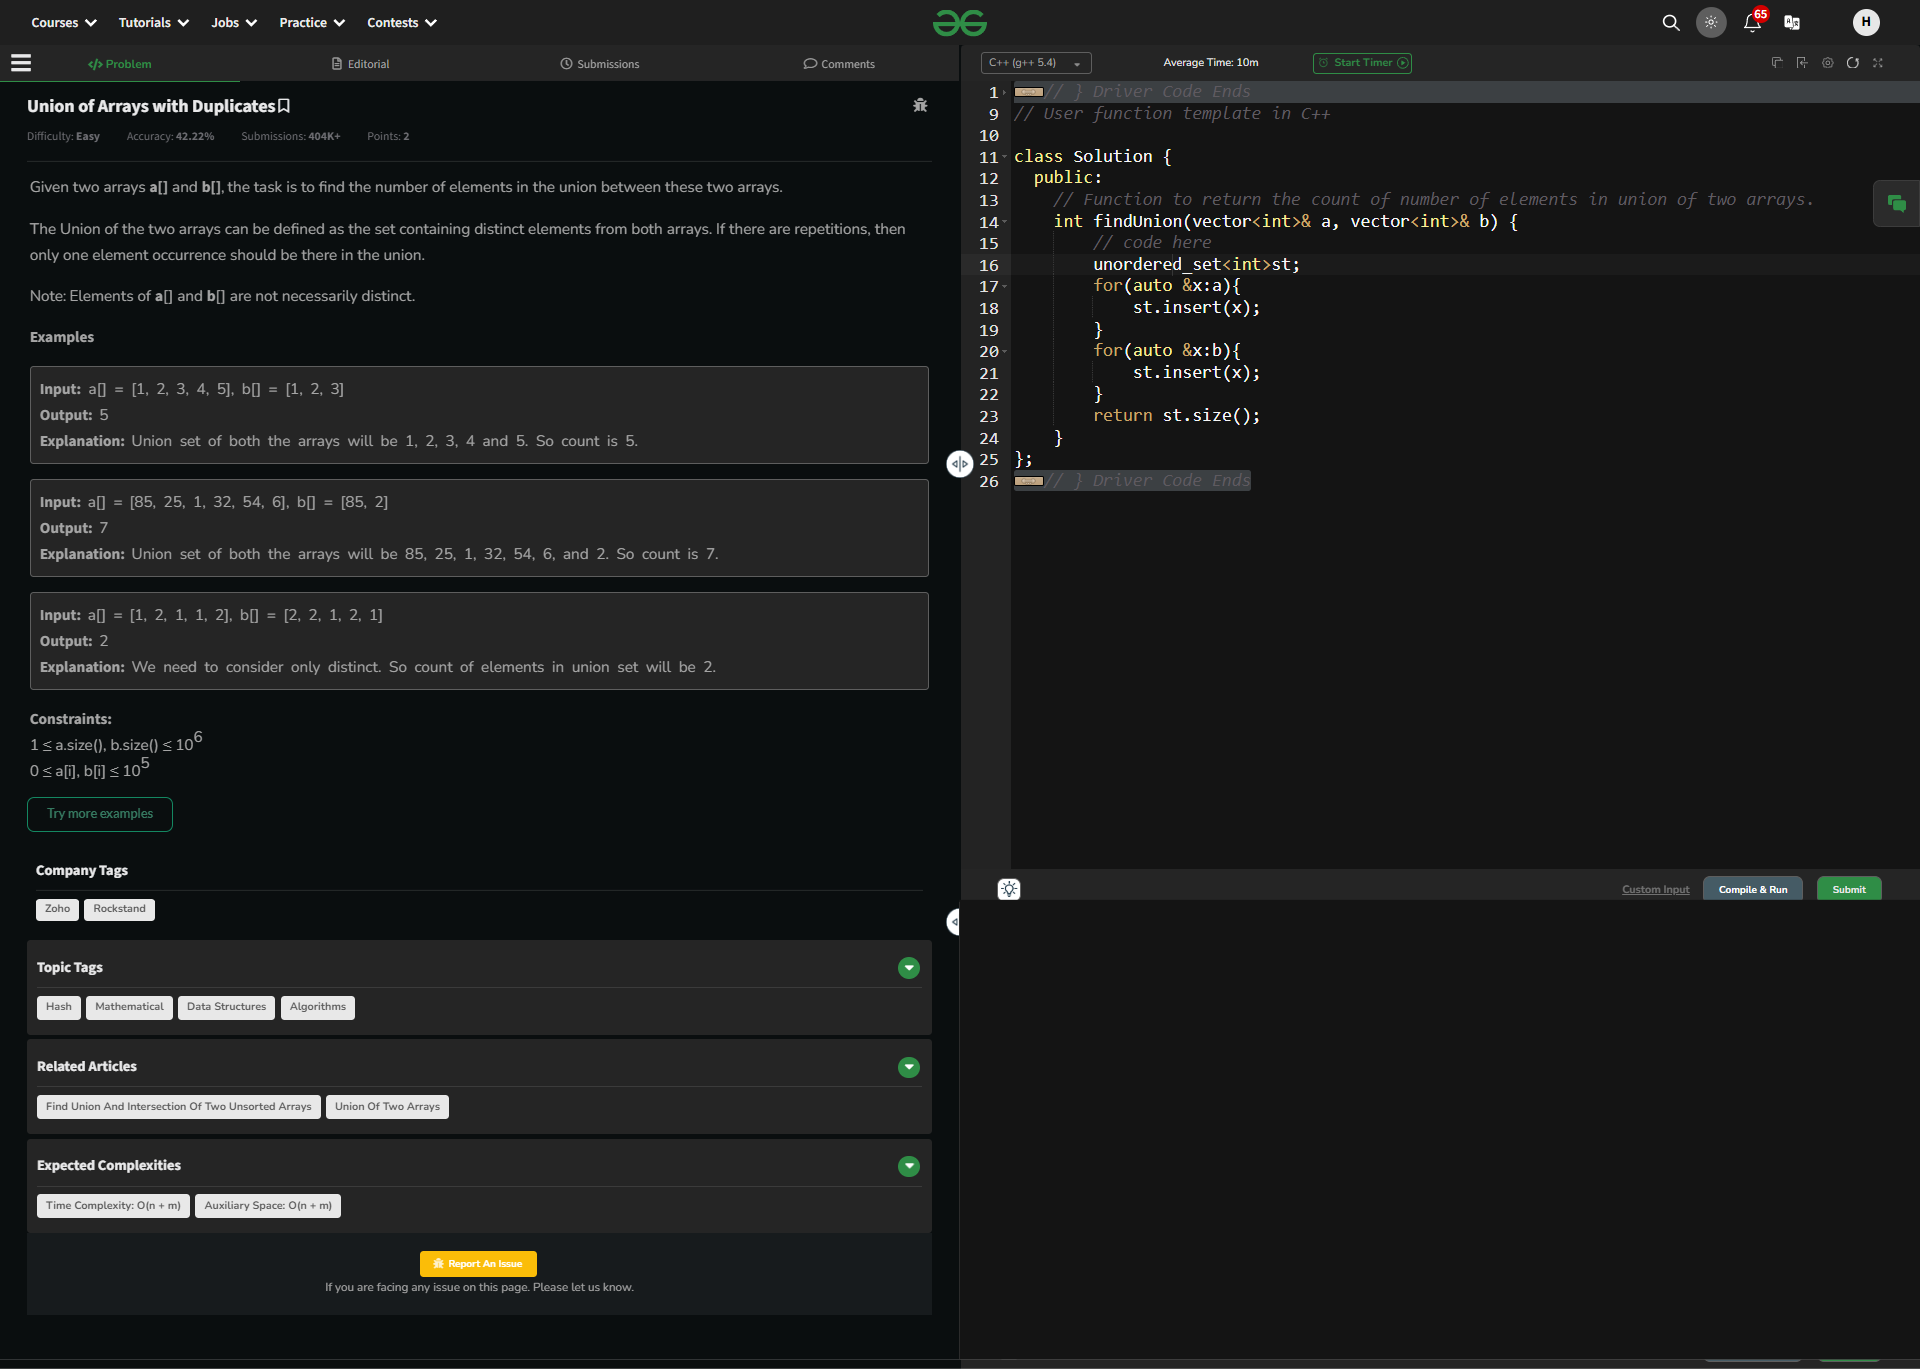 Courses Tutorials Jobs Practice Contests 65 H
Problem Editorial Submissions Comments
C++ (g++ 5.4) Average Time: 10m Start Timer
Union of Arrays with Duplicates
Difficulty: Easy Accuracy: 42.22% Submissions: 404K+ Points: 2
Given two arrays a[] and b[], the task is to find the number of elements in the union between these two arrays.
The Union of the two arrays can be defined as the set containing distinct elements from both arrays. If there are repetitions, then
only one element occurrence should be there in the union.
Note: Elements of a[] and b[] are not necessarily distinct.
Examples
Input: a[] = [1, 2, 3, 4, 5], b[] = [1, 2, 3]
Output: 5
Explanation: Union set of both the arrays will be 1, 2, 3, 4 and 5. So count is 5.
Input: a[] = [85, 25, 1, 32, 54, 6], b[] = [85, 2]
Output: 7
Explanation: Union set of both the arrays will be 85, 25, 1, 32, 54, 6, and 2. So count is 7.
Input: a[] = [1, 2, 1, 1, 2], b[] = [2, 2, 1, 2, 1]
Output: 2
Explanation: We need to consider only distinct. So count of elements in union set will be 2.
Constraints:
1 ≤ a.size(), b.size() ≤ 10^6
0 ≤ a[i], b[i] ≤ 10^5
Try more examples
Company Tags
Zoho Rockstand
Topic Tags
Hash Mathematical Data Structures Algorithms
Related Articles
Find Union And Intersection Of Two Unsorted Arrays Union Of Two Arrays
Expected Complexities
Time Complexity: O(n + m) Auxiliary Space: O(n + m)
Report An Issue
If you are facing any issue on this page. Please let us know.
1 // } Driver Code Ends
9 // User function template in C++
10
11 class Solution {
12 public:
13 // Function to return the count of number of elements in union of two arrays.
14 int findUnion(vector<int>& a, vector<int>& b) {
15 // code here
16 unordered_set<int>st;
17 for(auto &x:a){
18 st.insert(x);
19 }
20 for(auto &x:b){
21 st.insert(x);
22 }
23 return st.size();
24 }
25 };
26 // } Driver Code Ends
Custom Input Compile & Run Submit